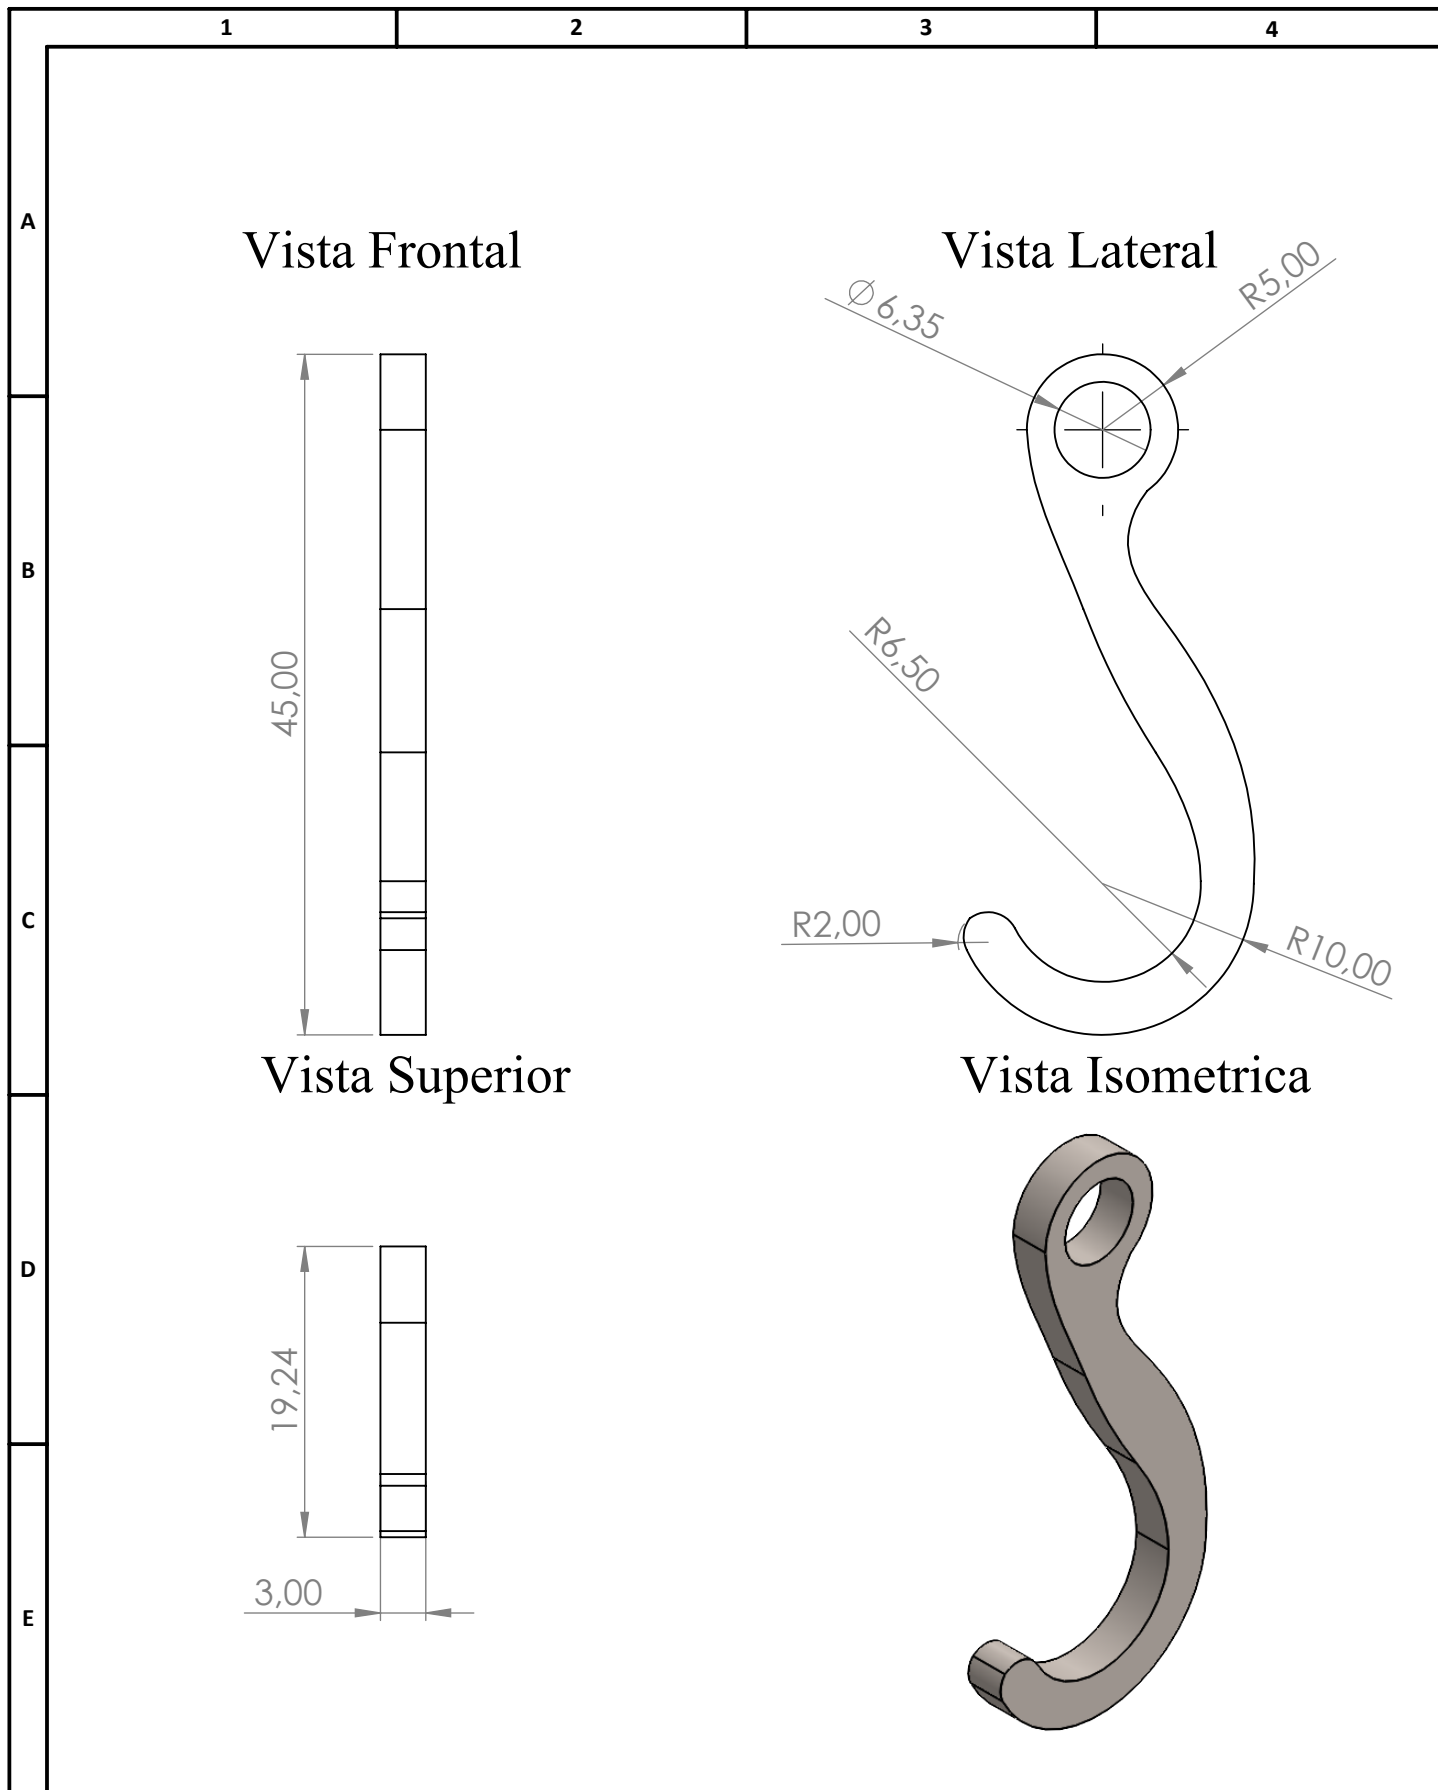 1 2 3 4
A
Vista Frontal Vista Lateral
⌀ 6,35 R5,00
B
R6,50
45,00
C
R2,00 R10,00
Vista Superior Vista Isometrica
D
19,24
3,00
E